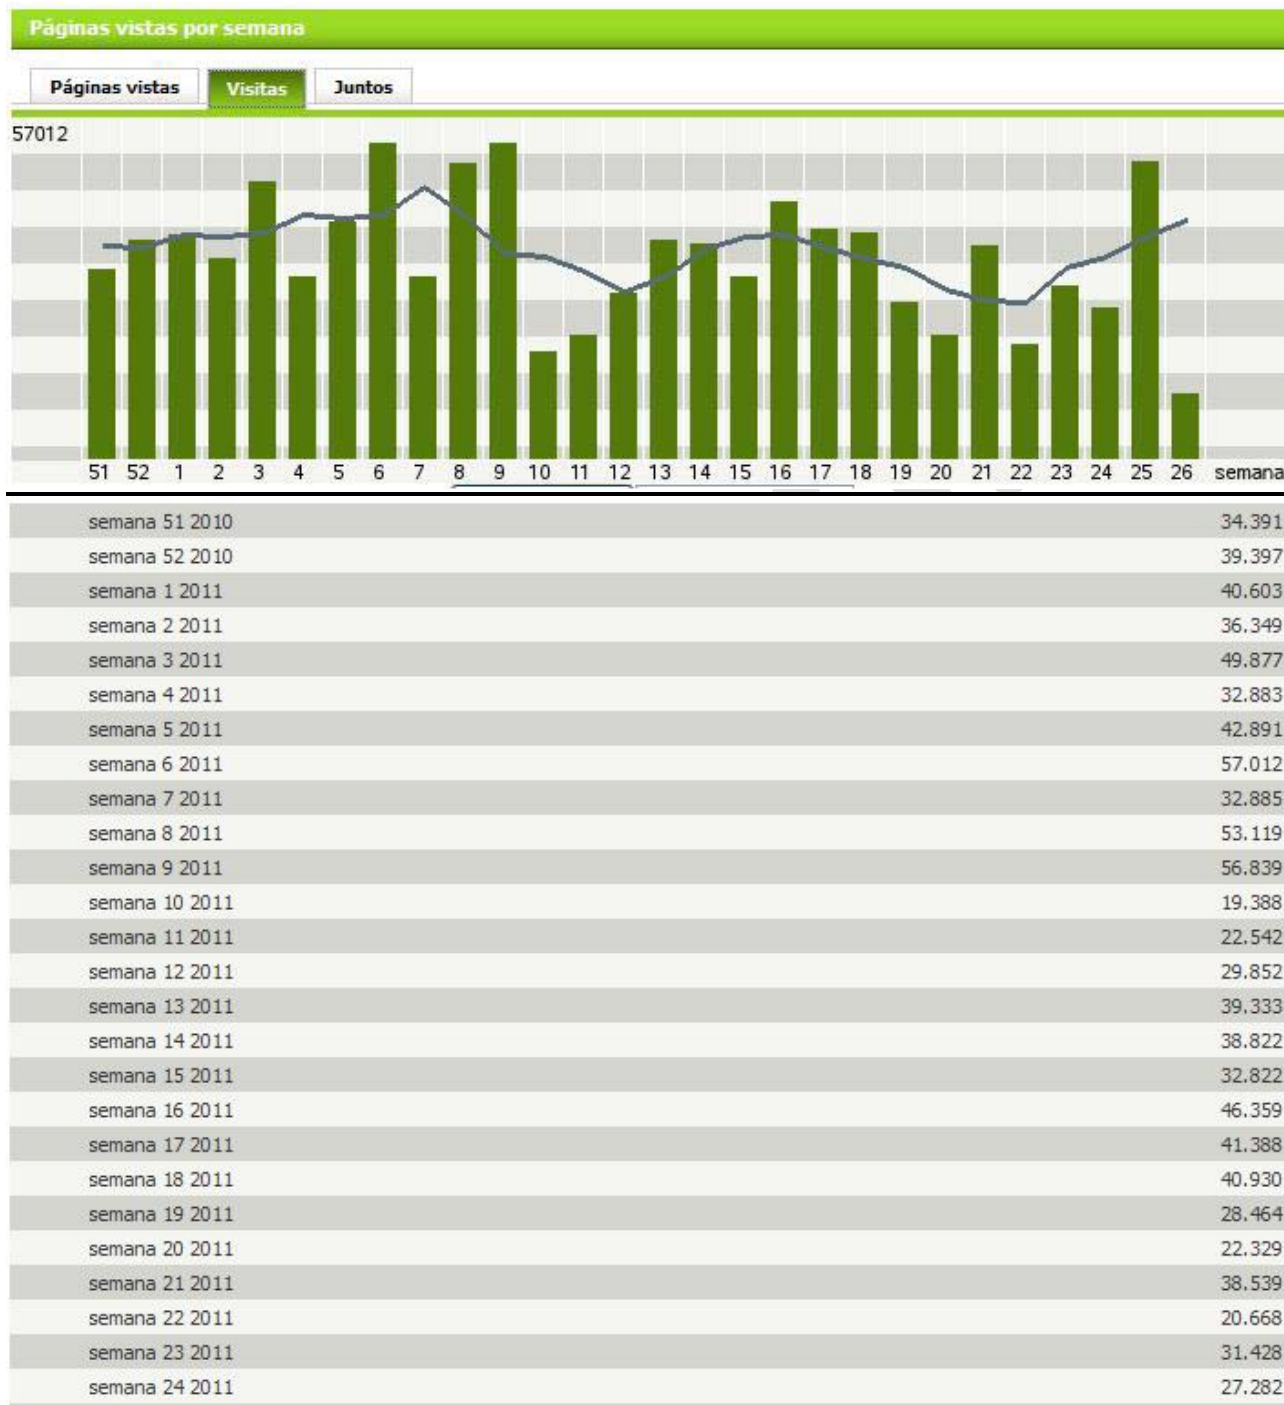 Páginas vistas por semana
Páginas vistas Visitas Juntos
57012
51 52 1 2 3 4 5 6 7 8 9 10 11 12 13 14 15 16 17 18 19 20 21 22 23 24 25 26 semana
semana 51 2010 34.391
semana 52 2010 39.397
semana 1 2011 40.603
semana 2 2011 36.349
semana 3 2011 49.877
semana 4 2011 32.883
semana 5 2011 42.891
semana 6 2011 57.012
semana 7 2011 32.885
semana 8 2011 53.119
semana 9 2011 56.839
semana 10 2011 19.388
semana 11 2011 22.542
semana 12 2011 29.852
semana 13 2011 39.333
semana 14 2011 38.822
semana 15 2011 32.822
semana 16 2011 46.359
semana 17 2011 41.388
semana 18 2011 40.930
semana 19 2011 28.464
semana 20 2011 22.329
semana 21 2011 38.539
semana 22 2011 20.668
semana 23 2011 31.428
semana 24 2011 27.282